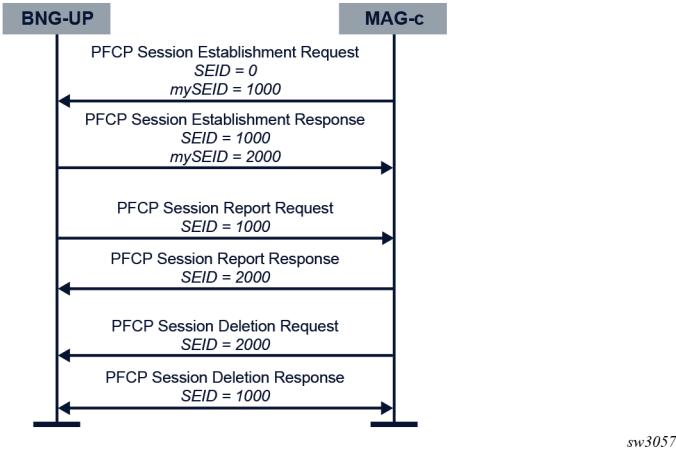 BNG-UP
MAG-c
PFCP Session Establishment Request
SEID = 0
mySEID = 1000
PFCP Session Establishment Response
SEID = 1000
mySEID = 2000
PFCP Session Report Request
SEID = 1000
PFCP Session Report Response
SEID = 2000
PFCP Session Deletion Request
SEID = 2000
PFCP Session Deletion Response
SEID = 1000
sw3057